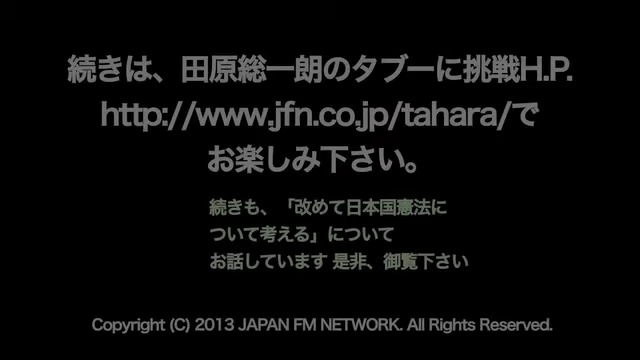 続きは、田原総一朗のタブーに挑戦H.P.
http://www.jfn.co.jp/tahara/で
お楽しみ下さい。
続きも、「改めて日本国憲法に
ついて考える」について
お話しています 是非、御覧下さい
Copyright (C) 2013 JAPAN FM NETWORK. All Rights Reserved.